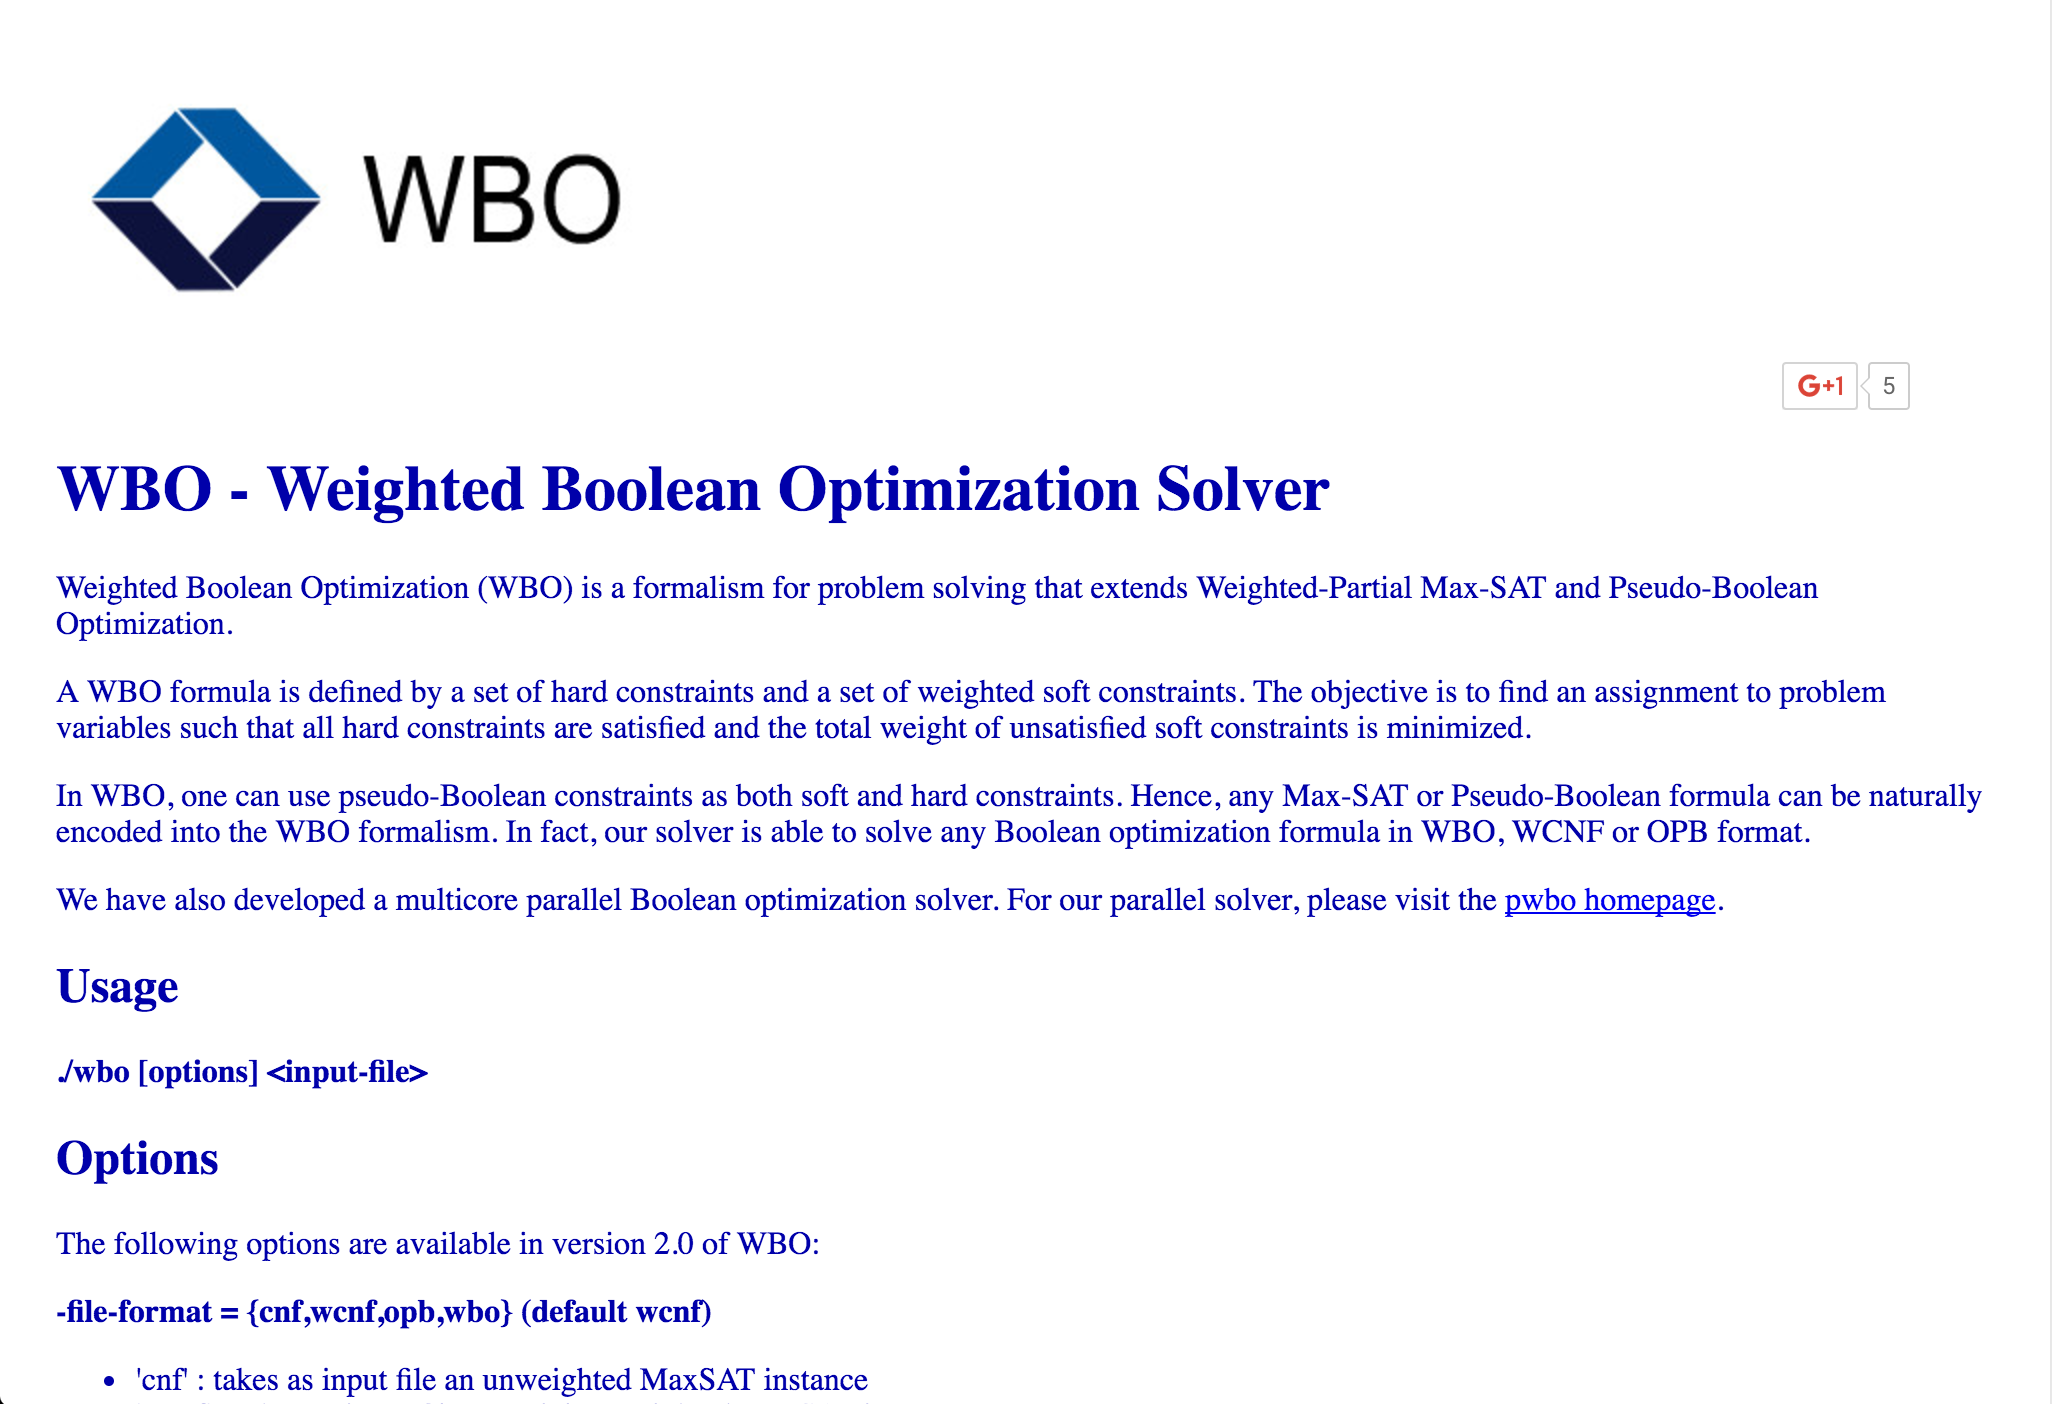 WBO
G+1 5
WBO - Weighted Boolean Optimization Solver
Weighted Boolean Optimization (WBO) is a formalism for problem solving that extends Weighted-Partial Max-SAT and Pseudo-Boolean
Optimization.
A WBO formula is defined by a set of hard constraints and a set of weighted soft constraints. The objective is to find an assignment to problem
variables such that all hard constraints are satisfied and the total weight of unsatisfied soft constraints is minimized.
In WBO, one can use pseudo-Boolean constraints as both soft and hard constraints. Hence, any Max-SAT or Pseudo-Boolean formula can be naturally
encoded into the WBO formalism. In fact, our solver is able to solve any Boolean optimization formula in WBO, WCNF or OPB format.
We have also developed a multicore parallel Boolean optimization solver. For our parallel solver, please visit the pwbo homepage.
Usage
./wbo [options] <input-file>
Options
The following options are available in version 2.0 of WBO:
-file-format = {cnf,wcnf,opb,wbo} (default wcnf)
• 'cnf' : takes as input file an unweighted MaxSAT instance